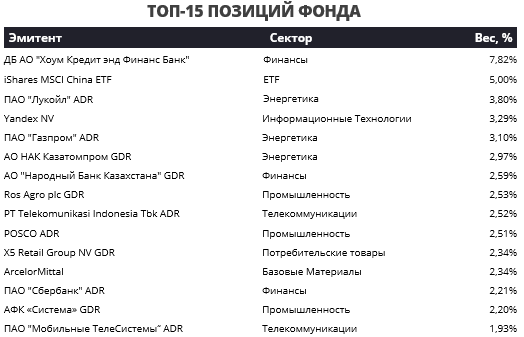 ТОП-15 ПОЗИЦИЙ ФОНДА
Эмитент Сектор Вес, %
ДБ АО "Хоум Кредит энд Финанс Банк" Финансы 7,82%
iShares MSCI China ETF ETF 5,00%
ПАО "Лукойл" ADR Энергетика 3,80%
Yandex NV Информационные Технологии 3,29%
ПАО "Газпром" ADR Энергетика 3,10%
АО НАК Казатомпром GDR Энергетика 2,97%
АО "Народный Банк Казахстана" GDR Финансы 2,59%
Ros Agro plc GDR Промышленность 2,53%
PT Telekomunikasi Indonesia Tbk ADR Телекоммуникации 2,52%
POSCO ADR Промышленность 2,51%
X5 Retail Group NV GDR Потребительские товары 2,34%
ArcelorMittal Базовые Материалы 2,34%
ПАО "Сбербанк" ADR Финансы 2,21%
АФК «Система» GDR Промышленность 2,20%
ПАО "Мобильные ТелеСистемы" ADR Телекоммуникации 1,93%